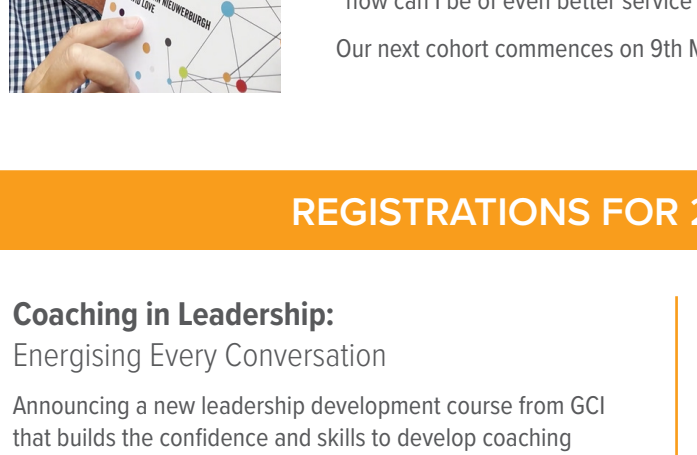 NIEUWERBURGH
LOVE
how can I be of even better service
Our next cohort commences on 9th
REGISTRATIONS FOR
Coaching in Leadership:
Energising Every Conversation
Announcing a new leadership development course from GCI
that builds the confidence and skills to develop coaching